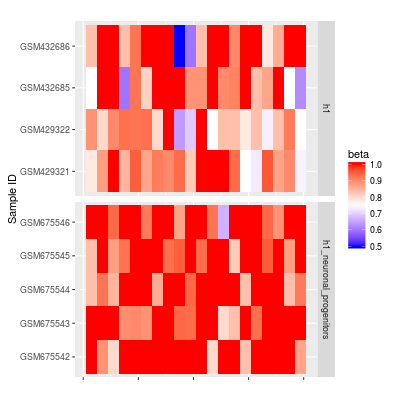 GSM432686
GSM432685
GSM429322
GSM429321
GSM675546
GSM675545
GSM675544
GSM675543
GSM675542
Sample ID
h1
h1_neuronal_progenitors
beta
1.0
0.9
0.8
0.7
0.6
0.5